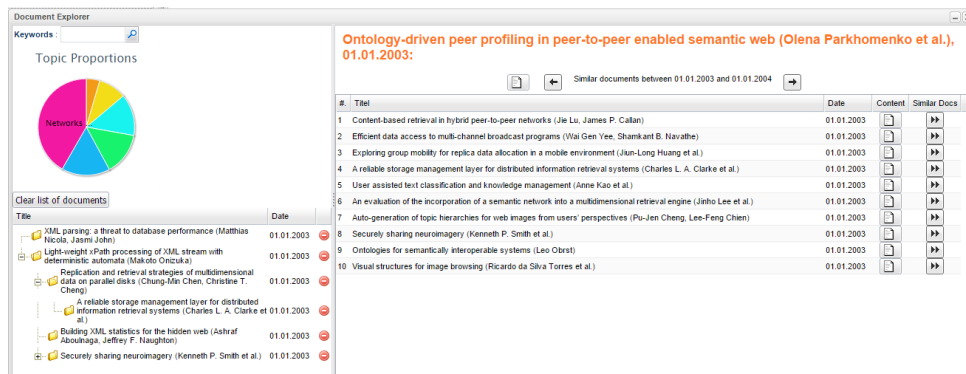 Document Explorer
Keywords :
Topic Proportions
Networks
Clear list of documents
Title Date
XML parsing: a threat to database performance (Matthias
Nicola, Jasmi John) 01.01.2003
Light-weight xPath processing of XML stream with
deterministic automata (Makoto Onizuka) 01.01.2003
Replication and retrieval strategies of multidimensional
data on parallel disks (Chung-Min Chen, Christine T.
Cheng) 01.01.2003
A reliable storage management layer for distributed
information retrieval systems (Charles L. A. Clarke et
al.) 01.01.2003
Building XML statistics for the hidden web (Ashraf
Aboulnaga, Jeffrey F. Naughton) 01.01.2003
Securely sharing neuroimagery (Kenneth P. Smith et al.) 01.01.2003
Ontology-driven peer profiling in peer-to-peer enabled semantic web (Olena Parkhomenko et al.),
01.01.2003:
Similar documents between 01.01.2003 and 01.01.2004
#. Titel Date Content Similar Docs
1 Content-based retrieval in hybrid peer-to-peer networks (Jie Lu, James P. Callan) 01.01.2003
2 Efficient data access to multi-channel broadcast programs (Wai Gen Yee, Shamkant B. Navathe) 01.01.2003
3 Exploring group mobility for replica data allocation in a mobile environment (Jiun-Long Huang et al.) 01.01.2003
4 A reliable storage management layer for distributed information retrieval systems (Charles L. A. Clarke et al.) 01.01.2003
5 User assisted text classification and knowledge management (Anne Kao et al.) 01.01.2003
6 An evaluation of the incorporation of a semantic network into a multidimensional retrieval engine (Jinho Lee et al.) 01.01.2003
7 Auto-generation of topic hierarchies for web images from users' perspectives (Pu-Jen Cheng, Lee-Feng Chien) 01.01.2003
8 Securely sharing neuroimagery (Kenneth P. Smith et al.) 01.01.2003
9 Ontologies for semantically interoperable systems (Leo Obrst) 01.01.2003
10 Visual structures for image browsing (Ricardo da Silva Torres et al.) 01.01.2003